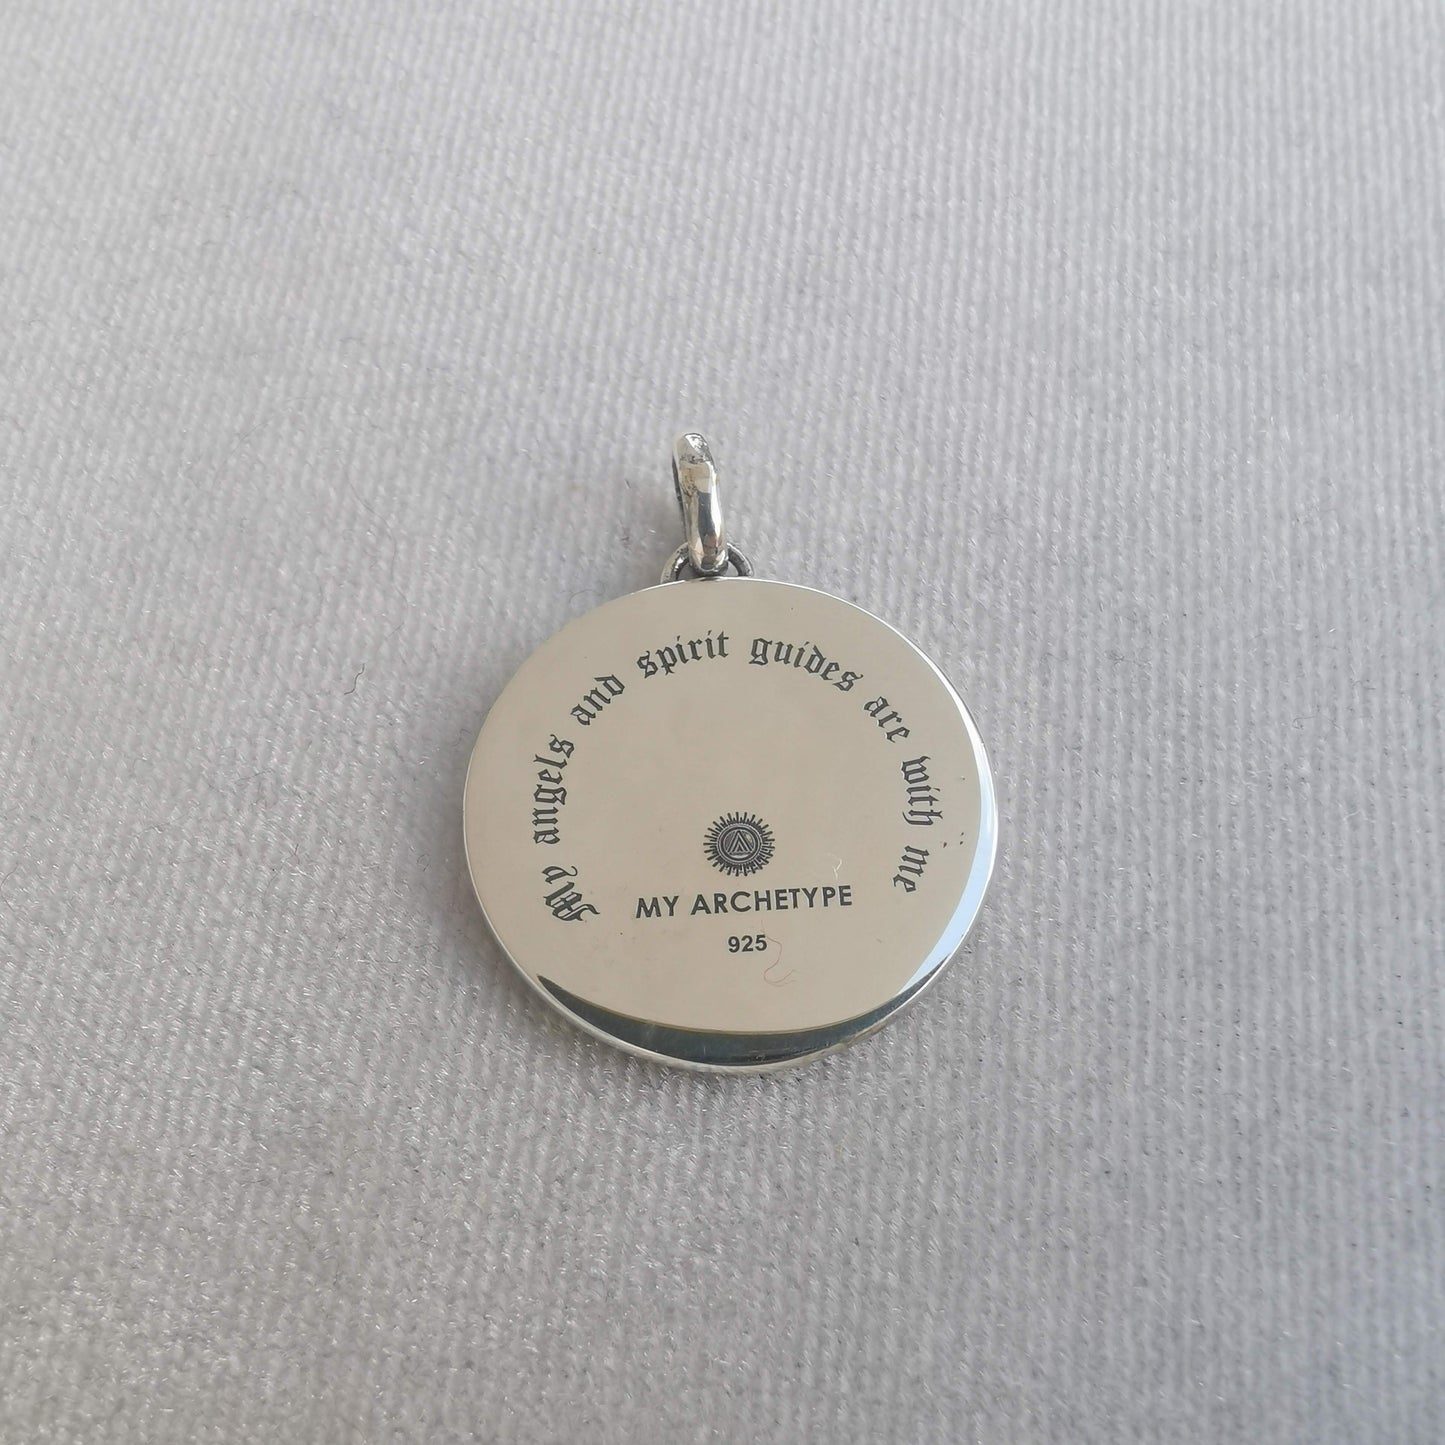 My angels and spirit guides are with me
MY ARCHETYPE
925